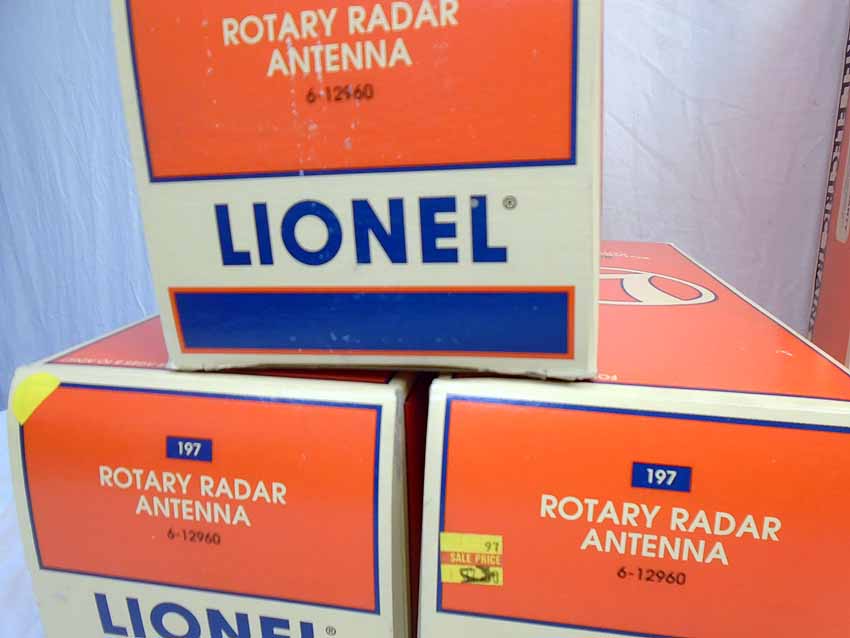 ROTARY RADAR
ANTENNA
6-12960
LIONEL®
197
ROTARY RADAR
ANTENNA
6-12960
LIONEL®
197
ROTARY RADAR
ANTENNA
6-12960
97
SALE PRICE